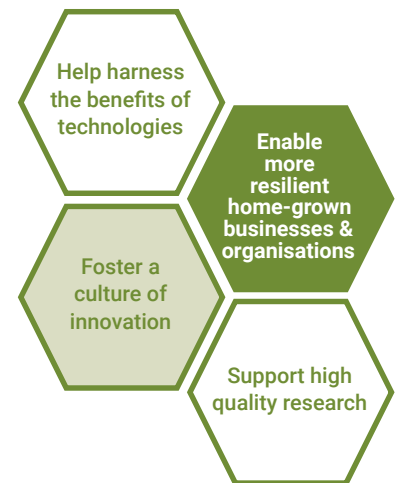 Help harness
the benefits of
technologies
Enable
more
resilient
home-grown
businesses &
organisations
Foster a
culture of
innovation
Support high
quality research